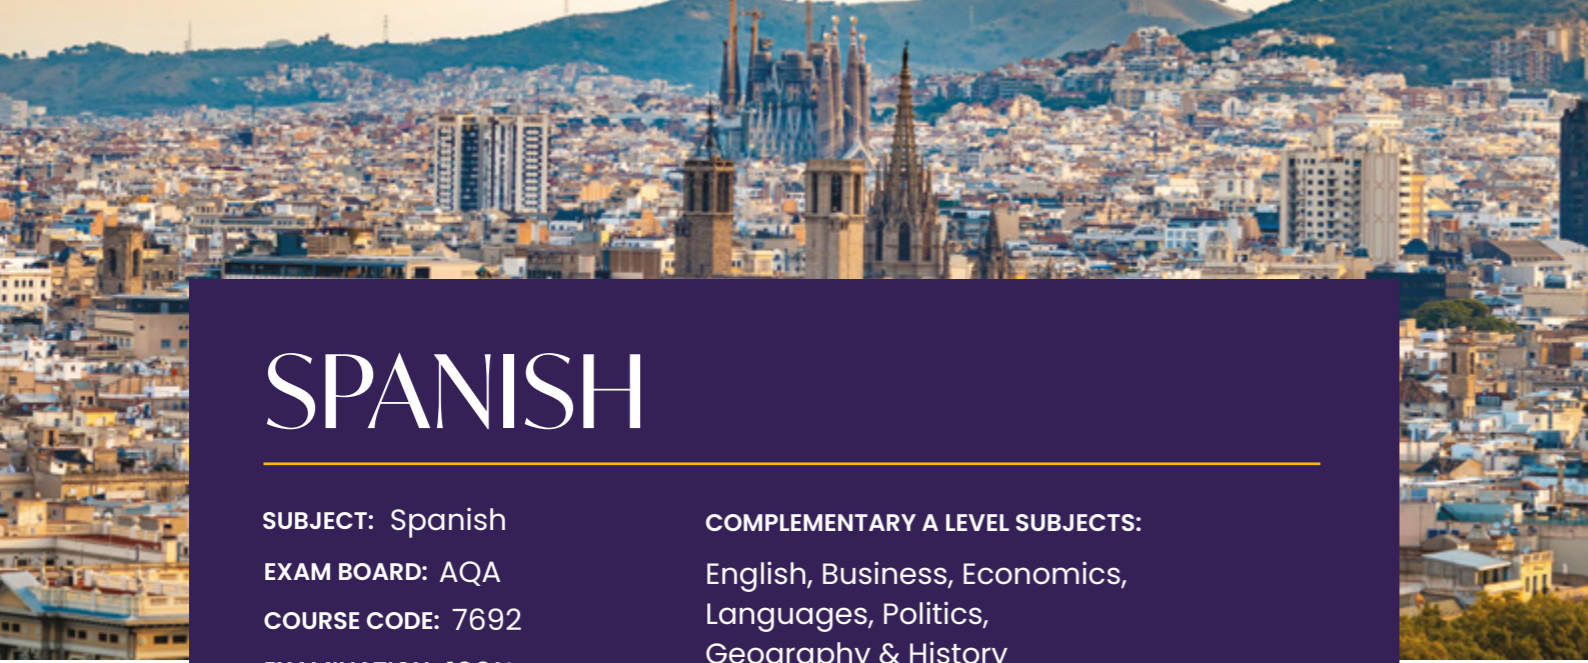 SPANISH
SUBJECT: Spanish
EXAM BOARD: AQA
COURSE CODE: 7692
COMPLEMENTARY A LEVEL SUBJECTS:
English, Business, Economics,
Languages, Politics,
Geography & History